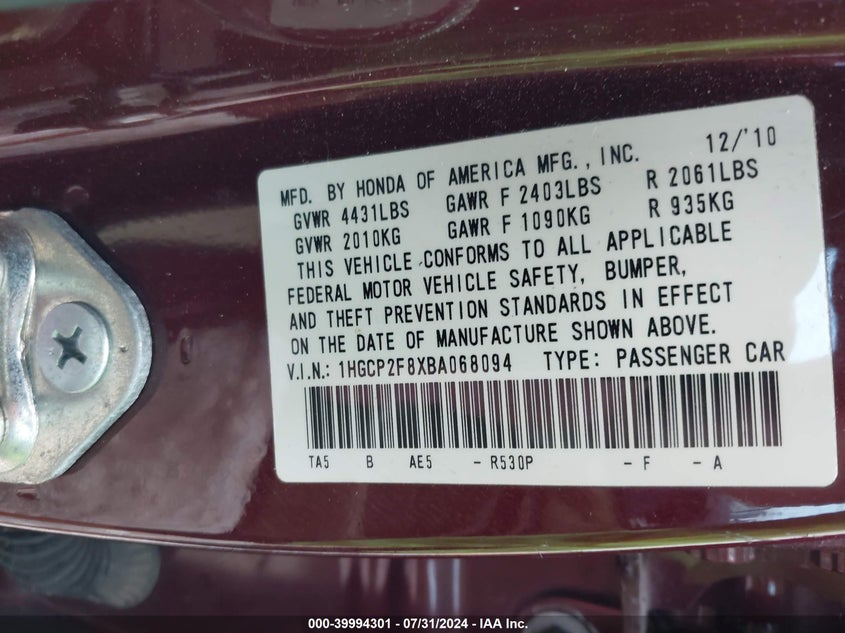 MFD. BY HONDA OF AMERICA MFG., INC. 12/'10
GVWR 4431LBS GAWR F 2403LBS R 2061LBS
GVWR 2010KG GAWR F 1090KG R 935KG
THIS VEHICLE CONFORMS TO ALL APPLICABLE
FEDERAL MOTOR VEHICLE SAFETY, BUMPER,
AND THEFT PREVENTION STANDARDS IN EFFECT
ON THE DATE OF MANUFACTURE SHOWN ABOVE.
V.I.N.: 1HGCP2F8XBA068094 TYPE: PASSENGER CAR
TA5 B AE5 - R530P - F - A
000-39994301 - 07/31/2024 - IAA Inc.